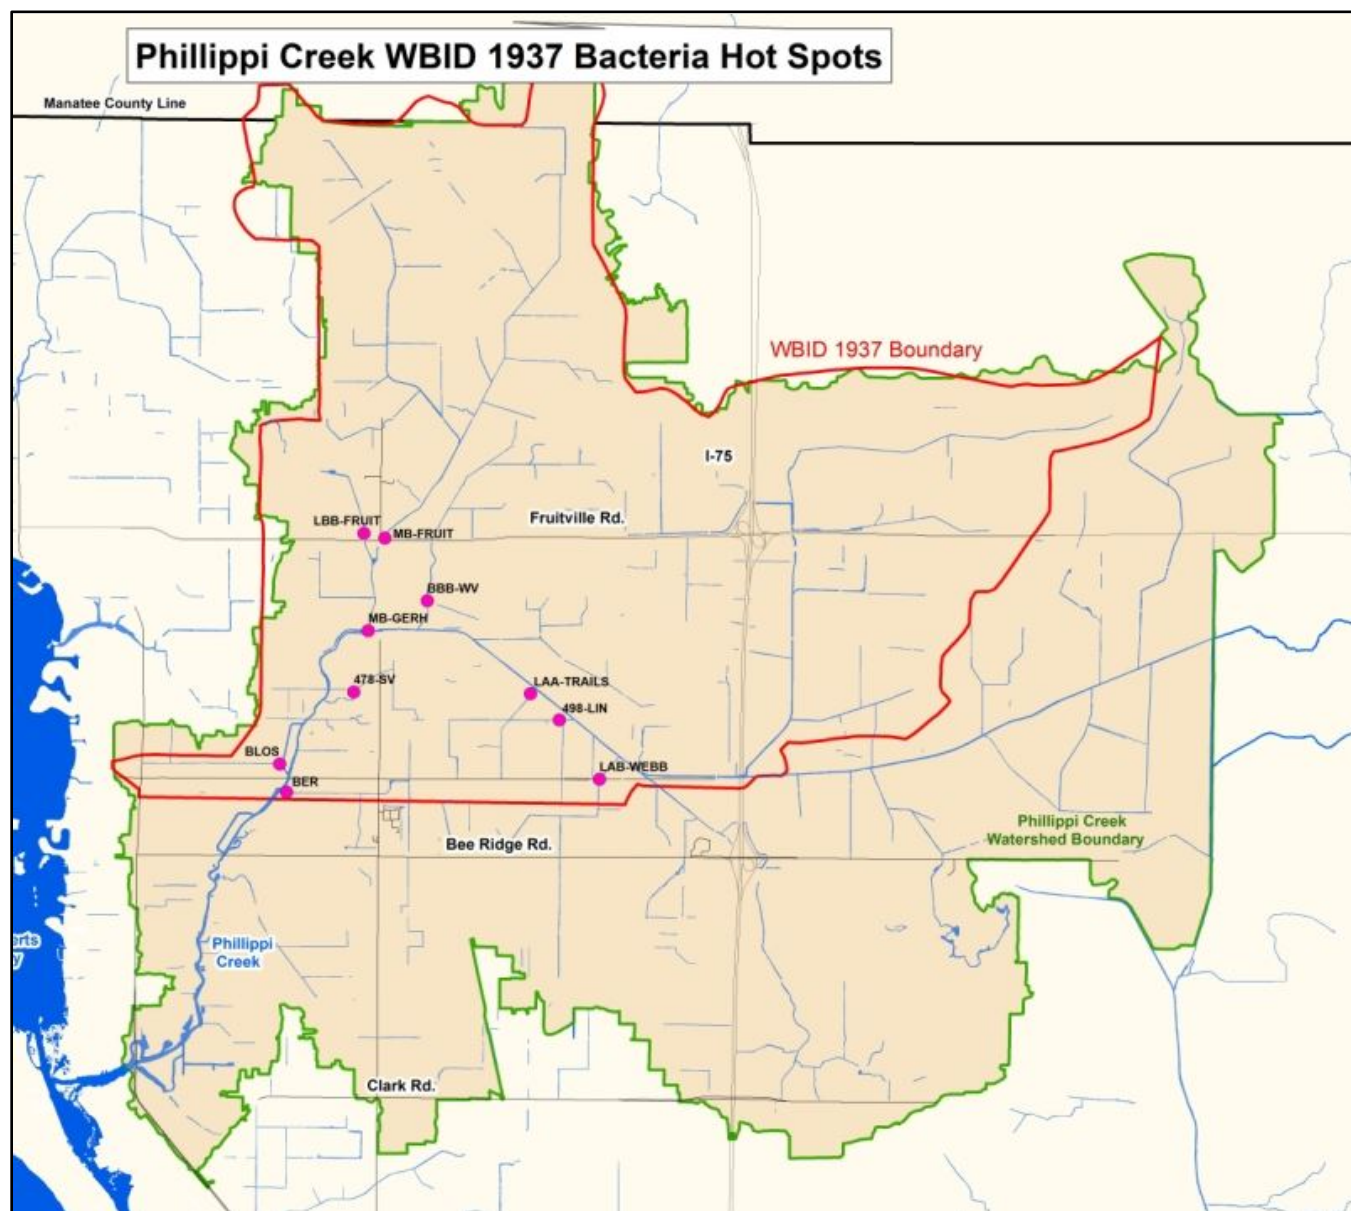 Phillippi Creek WBID 1937 Bacteria Hot Spots
Manatee County Line
WBID 1937 Boundary
I-75
Fruitville Rd.
LBB-FRUIT
MB-FRUIT
BBB-WV
MB-GERH
478-SV
LAA-TRAILS
498-LIN
BLOS
LAB-WEBB
BER
Phillippi Creek
Watershed Boundary
Bee Ridge Rd.
Phillippi
Creek
erts
y
Clark Rd.